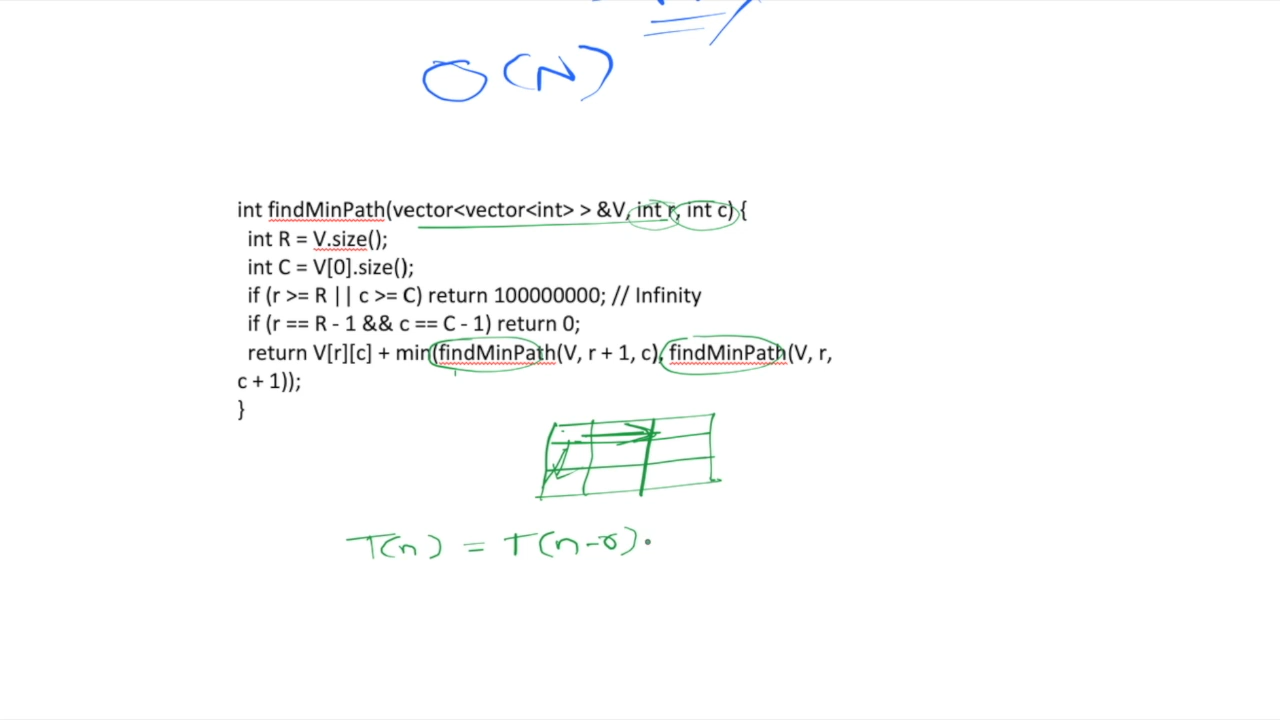 O(N)
int findMinPath(vector<vector<int> > &V, int r, int c) {
int R = V.size();
int C = V[0].size();
if (r >= R || c >= C) return 100000000; // Infinity
if (r == R - 1 && c == C - 1) return 0;
return V[r][c] + min(findMinPath(V, r + 1, c), findMinPath(V, r,
c + 1));
}
T(n) = T(n-r)